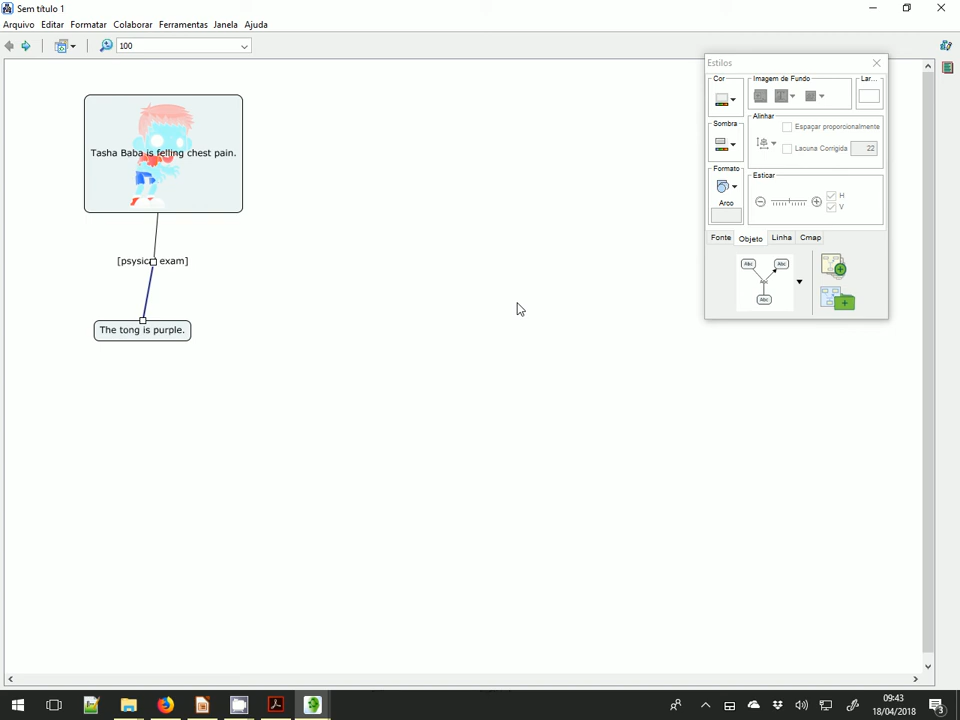 Sem título 1
Arquivo Editar Formatar Colaborar Ferramentas Janela Ajuda
100
Estilos
Cor
Imagem de Fundo
Lar...
Alinhar
Espaçar proporcionalmente
Sombra
Lacuna Corrigida 22
Formato
Esticar
H
V
Arco
Fonte Objeto Linha Cmap
Abc Abc
Abc
Abc
Tasha Baba is felling chest pain.
[psysical exam]
The tong is purple.
09:43
18/04/2018
3